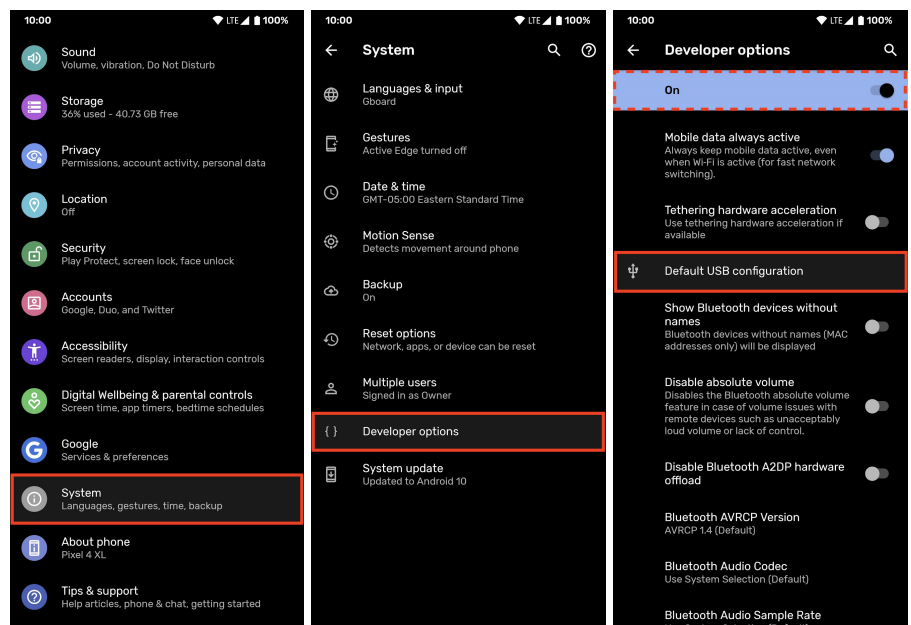 10:00
LTE 100%
Sound
Volume, vibration, Do Not Disturb
Storage
36% used - 40.73 GB free
Privacy
Permissions, account activity, personal data
Location
Off
Security
Play Protect, screen lock, face unlock
Accounts
Google, Duo, and Twitter
Accessibility
Screen readers, display, interaction controls
Digital Wellbeing & parental controls
Screen time, app timers, bedtime schedules
G
Google
Services & preferences
System
Languages, gestures, time, backup
About phone
Pixel 4 XL
Tips & support
Help articles, phone & chat, getting started
10:00
LTE 100%
System
Languages & input
Gboard
Gestures
Active Edge turned off
Date & time
GMT-05:00 Eastern Standard Time
Motion Sense
Detects movement around phone
Backup
On
Reset options
Network, apps, or device can be reset
Multiple users
Signed in as Owner
{ } Developer options
System update
Updated to Android 10
10:00
LTE 100%
Developer options
On
Mobile data always active
Always keep mobile data active, even
when Wi-Fi is active (for fast network
switching).
Tethering hardware acceleration
Use tethering hardware acceleration if
available
Default USB configuration
Show Bluetooth devices without
names
Bluetooth devices without names (MAC
addresses only) will be displayed
Disable absolute volume
Disables the Bluetooth absolute volume
feature in case of volume issues with
remote devices such as unacceptably
loud volume or lack of control.
Disable Bluetooth A2DP hardware
offload
Bluetooth AVRCP Version
AVRCP 1.4 (Default)
Bluetooth Audio Codec
Use System Selection (Default)
Bluetooth Audio Sample Rate